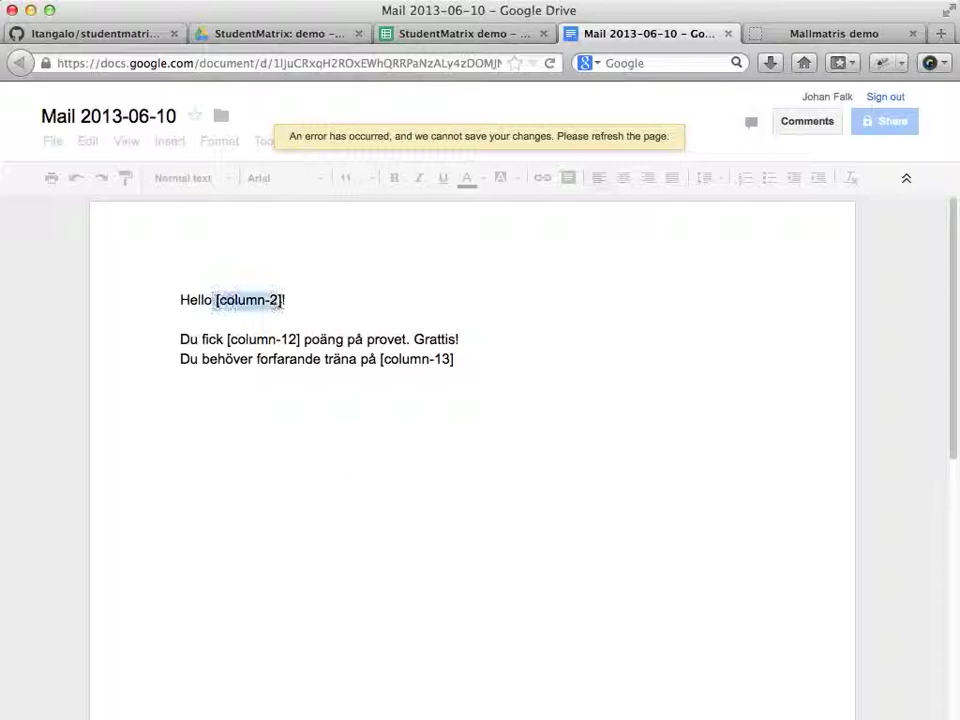 Mail 2013-06-10 – Google Drive
Itangalo/studentmatri...
StudentMatrix: demo –...
StudentMatrix demo – ...
Mail 2013-06-10 – Go...
Mallmatris demo
https://docs.google.com/document/d/1IJuCRxqH2ROxEWhQRRPaNzALy4zDOMJN
Google
Johan Falk
Sign out
Mail 2013-06-10
An error has occurred, and we cannot save your changes. Please refresh the page.
Comments
Share
File
Edit
View
Insert
Format
Too
Normal text
Arial
11
Hello [column-2]!
Du fick [column-12] poäng på provet. Grattis!
Du behöver forfarande träna på [column-13]